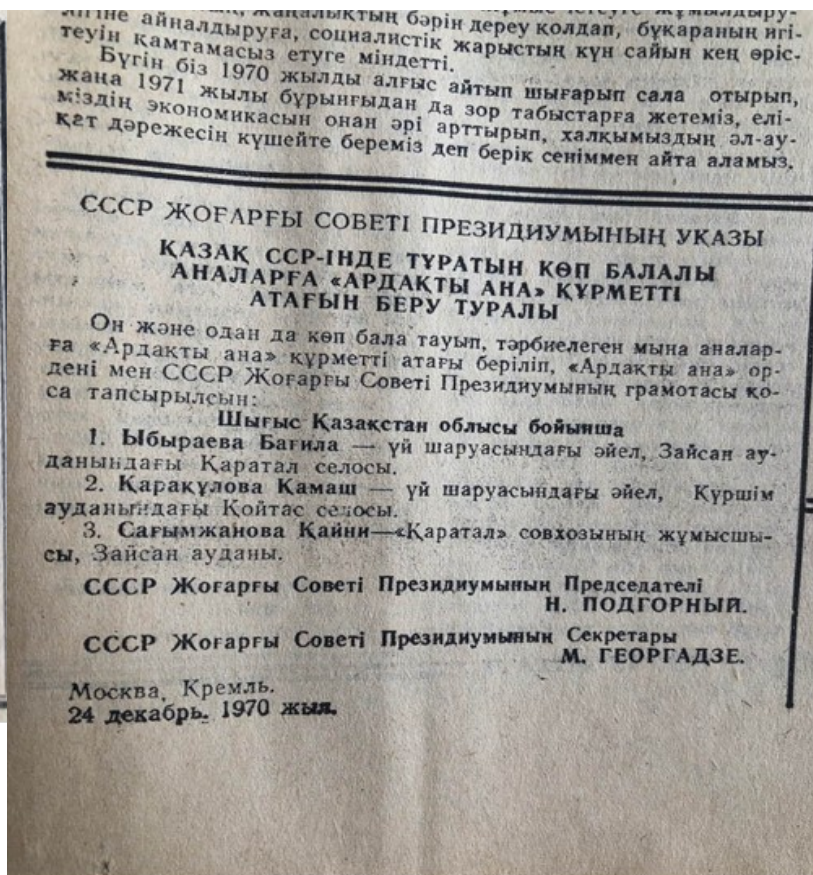 жаңалықтың бәрін дереу қолдап, бұқараның игі-
лігіне айналдыруға, социалистік жарыстың күн сайын кең өріс-
теуін қамтамасыз етуге міндетті.
Бүгін біз 1970 жылды алғыс айтып шығарып сала отырып,
жаңа 1971 жылы бұрынғыдан да зор табыстарға жетеміз, елі-
міздің экономикасын онан әрі арттырып, халқымыздың әл-ау-
қат дәрежесін күшейте береміз деп берік сеніммен айта аламыз.
СССР ЖОҒАРҒЫ СОВЕТІ ПРЕЗИДИУМЫНЫҢ УКАЗЫ
ҚАЗАҚ ССР-ІНДЕ ТҰРАТЫН КӨП БАЛАЛЫ
АНАЛАРҒА «АРДАҚТЫ АНА» ҚҰРМЕТТІ
АТАҒЫН БЕРУ ТУРАЛЫ
Он және одан да көп бала тауып, тәрбиелеген мына аналар-
ға «Ардақты ана» құрметті атағы беріліп, «Ардақты ана» ор-
дені мен СССР Жоғарғы Советі Президиумының грамотасы қо-
са тапсырылсын:
Шығыс Қазақстан облысы бойынша
1. Ыбыраева Бағила — үй шаруасындағы әйел, Зайсан ау-
данындағы Қаратал селосы.
2. Қарақұлова Қамаш — үй шаруасындағы әйел, Күршім
ауданындағы Қойтас селосы.
3. Сағымжанова Қайни—«Қаратал» совхозының жұмысшы-
сы, Зайсан ауданы.
СССР Жоғарғы Советі Президиумының Председателі
Н. ПОДГОРНЫЙ.
СССР Жоғарғы Советі Президиумының Секретары
М. ГЕОРГАДЗЕ.
Москва, Кремль.
24 декабрь. 1970 жыл.